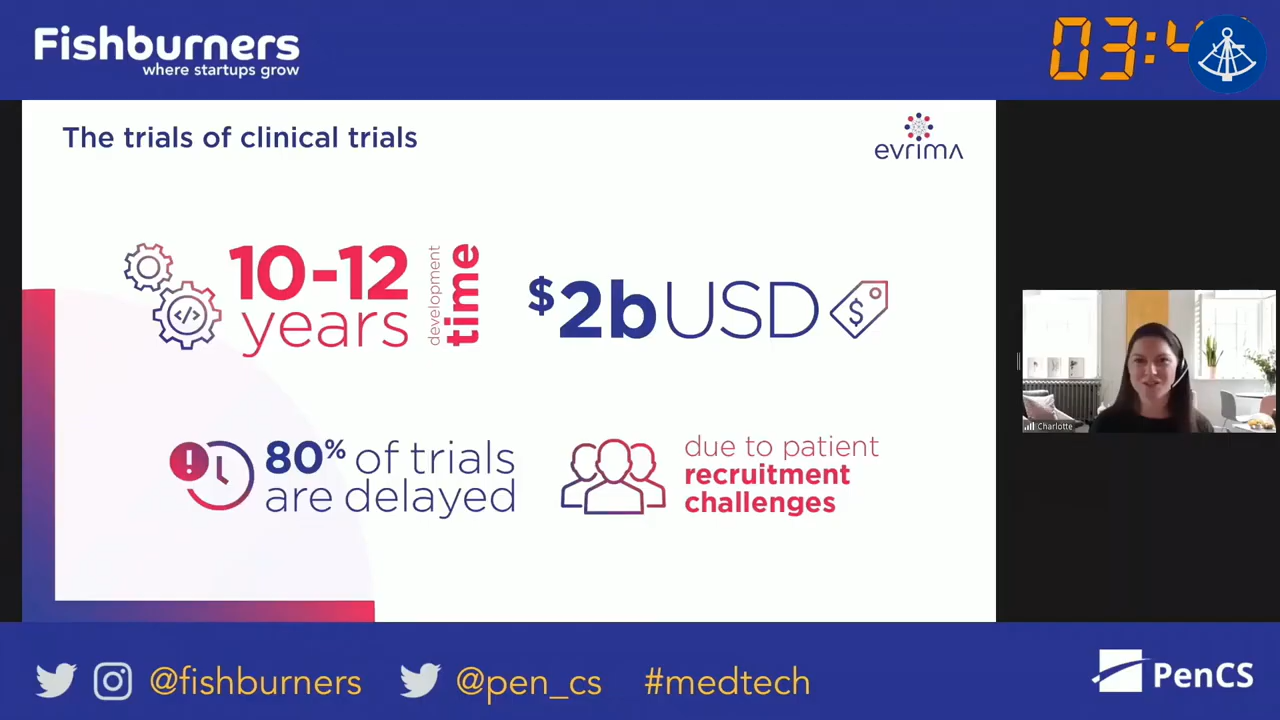 Fishburners
where startups grow
03:4
The trials of clinical trials
evrima
10-12
years
development
time
$2bUSD
$
80% of trials
are delayed
due to patient
recruitment
challenges
Charlotte
@fishburners
@pen_cs
#medtech
PenCS